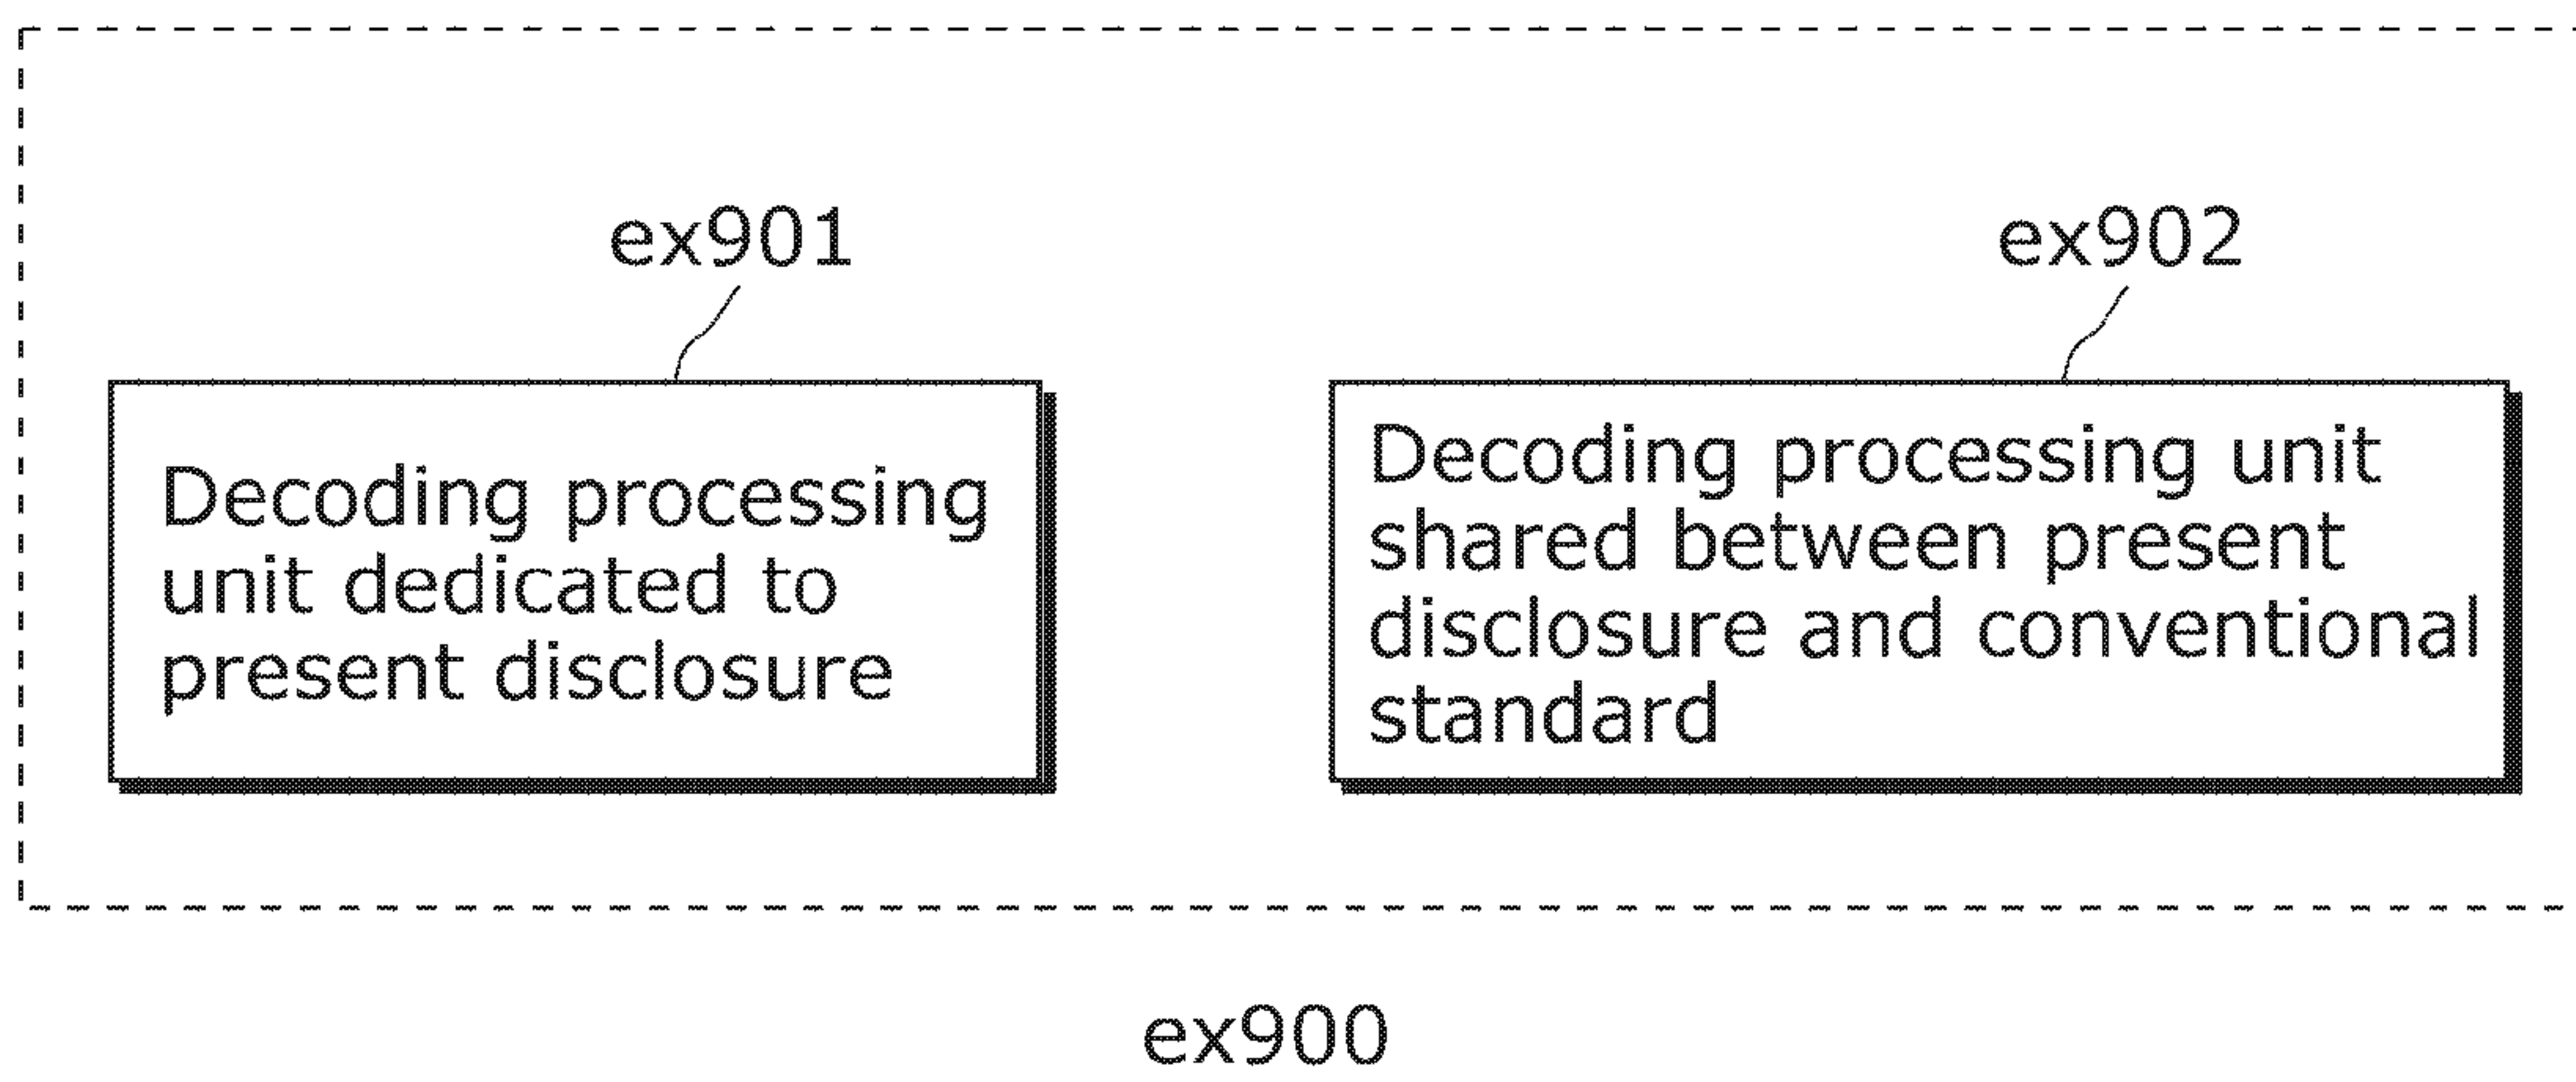 ex901
ex902
Decoding processing
unit dedicated to
present disclosure
Decoding processing unit
shared between present
disclosure and conventional
standard
ex900